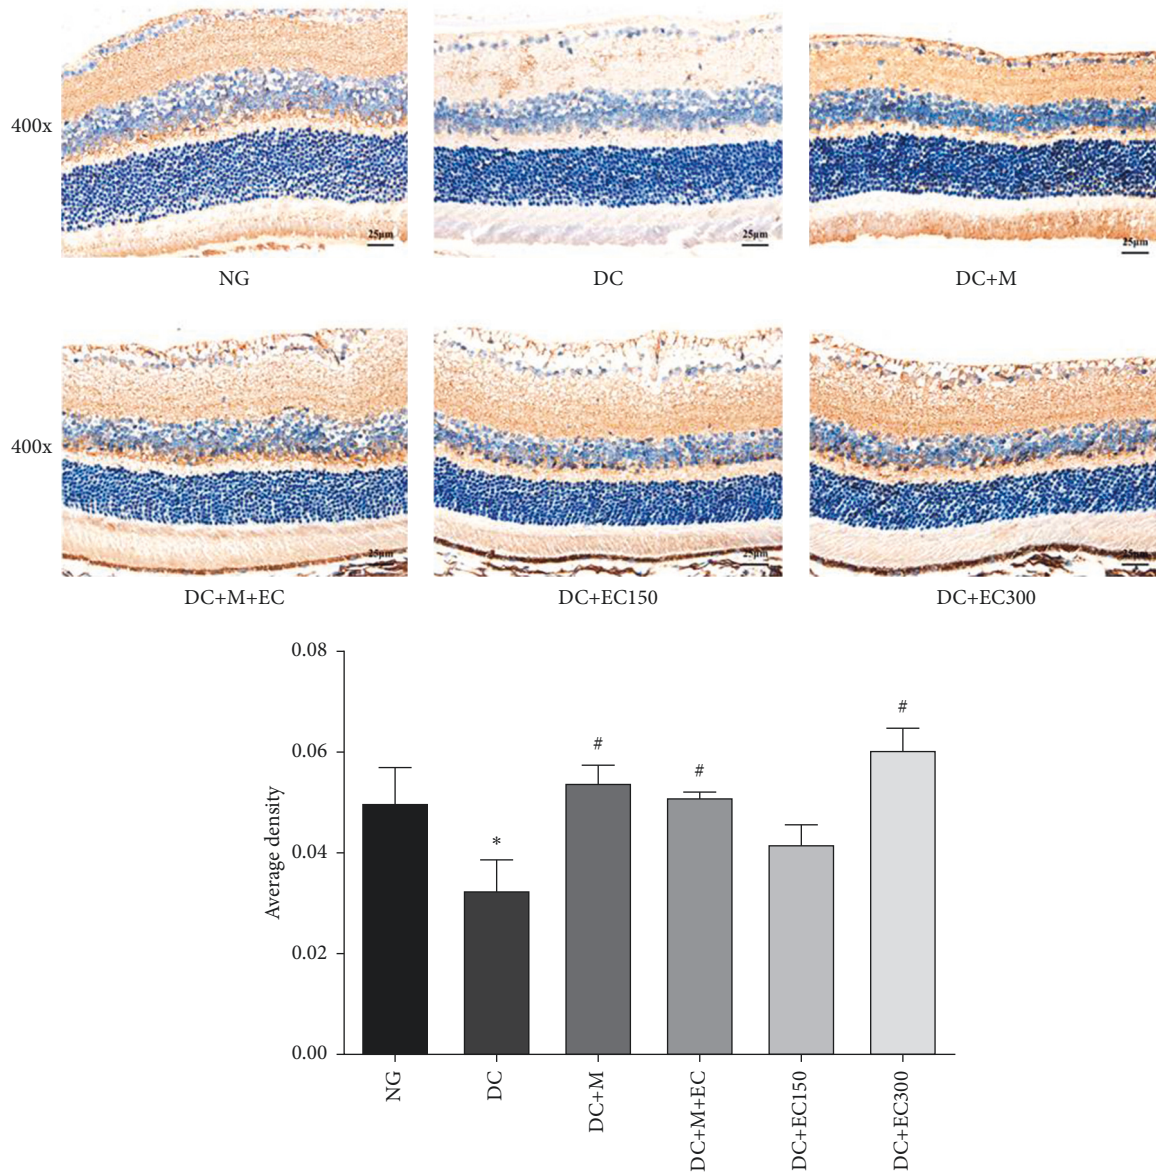 400x
25μm
25μm
25μm
NG
DC
DC+M
400x
25μm
25μm
25μm
DC+M+EC
DC+EC150
DC+EC300
0.08
0.06
0.04
0.02
0.00
Average density
*
#
#
#
NG
DC
DC+M
DC+M+EC
DC+EC150
DC+EC300